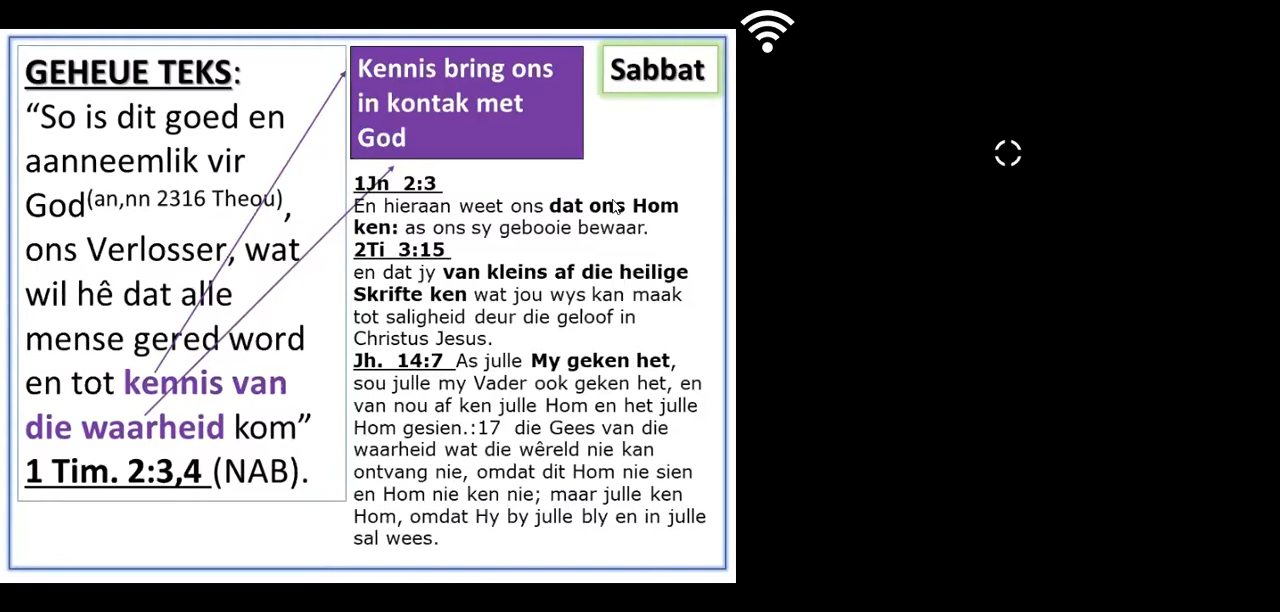 GEHEUE TEKS:
“So is dit goed en
aanneemlik vir
God(an,nn 2316 Theou),
ons Verlosser, wat
wil hê dat alle
mense gered word
en tot kennis van
die waarheid kom”
1 Tim. 2:3,4 (NAB).
Kennis bring ons
in kontak met
God
Sabbat
1Jn 2:3
En hieraan weet ons dat ons Hom
ken: as ons sy gebooie bewaar.
2Ti 3:15
en dat jy van kleins af die heilige
Skrifte ken wat jou wys kan maak
tot saligheid deur die geloof in
Christus Jesus.
Jh. 14:7 As julle My geken het,
sou julle my Vader ook geken het, en
van nou af ken julle Hom en het julle
Hom gesien.:17 die Gees van die
waarheid wat die wêreld nie kan
ontvang nie, omdat dit Hom nie sien
en Hom nie ken nie; maar julle ken
Hom, omdat Hy by julle bly en in julle
sal wees.